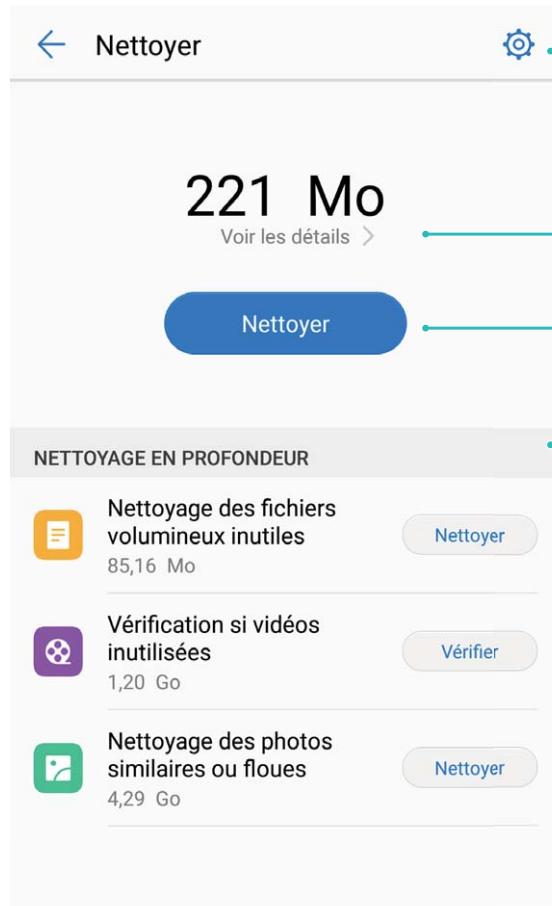 Nettoyer
221 Mo
Voir les détails
Nettoyer
NETTOYAGE EN PROFONDEUR
Nettoyage des fichiers
volumineux inutiles
Nettoyer
85,16 Mo
Vérification si vidéos
inutilisées
Vérifier
1,20 Go
Nettoyage des photos
similaires ou floues
Nettoyer
4,29 Go